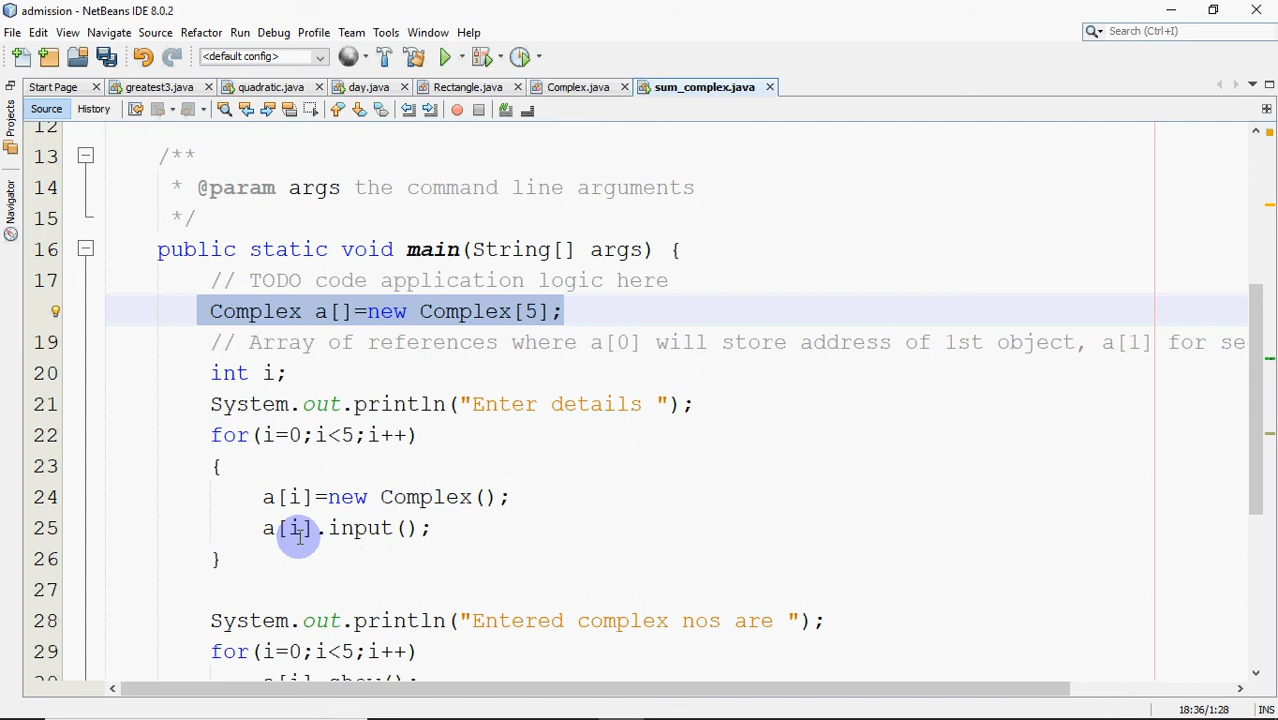 admission - NetBeans IDE 8.0.2
File Edit View Navigate Source Refactor Run Debug Profile Team Tools Window Help
Search (Ctrl+I)
<default config>
Start Page greatest3.java quadratic.java day.java Rectangle.java Complex.java sum_complex.java
Source History
Projects
Navigator
12
13 /**
14 * @param args the command line arguments
15 */
16 public static void main(String[] args) {
17 // TODO code application logic here
Complex a[]=new Complex[5];
19 // Array of references where a[0] will store address of 1st object, a[1] for se
20 int i;
21 System.out.println("Enter details ");
22 for(i=0;i<5;i++)
23 {
24 a[i]=new Complex();
25 a[i].input();
26 }
27
28 System.out.println("Entered complex nos are ");
29 for(i=0;i<5;i++)
18:36/1:28 INS